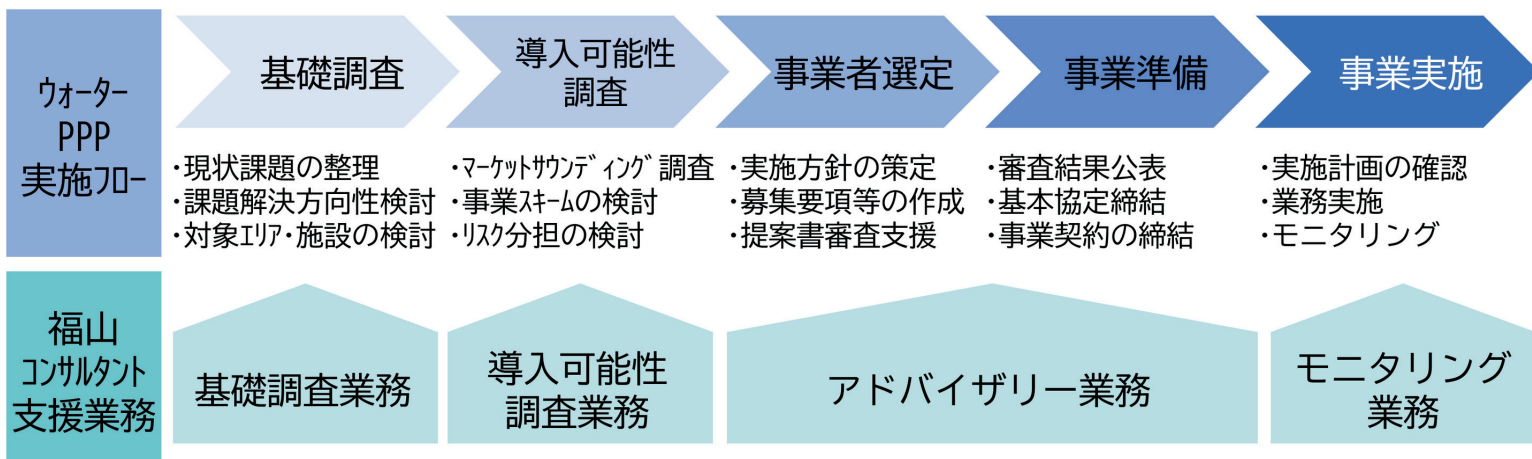 ｳｫｰﾀｰ
PPP
実施ﾌﾛｰ
基礎調査
導入可能性
調査
事業者選定
事業準備
事業実施
・現状課題の整理
・課題解決方向性検討
・対象ｴﾘｱ・施設の検討
・ﾏｰｹｯﾄｻｳﾝﾃﾞｨﾝｸﾞ調査
・事業ｽｷｰﾑの検討
・ﾘｽｸ分担の検討
・実施方針の策定
・募集要項等の作成
・提案書審査支援
・審査結果公表
・基本協定締結
・事業契約の締結
・実施計画の確認
・業務実施
・モニタリング
福山
ｺﾝｻﾙﾀﾝﾄ
支援業務
基礎調査業務
導入可能性
調査業務
アドバイザリー業務
モニタリング
業務